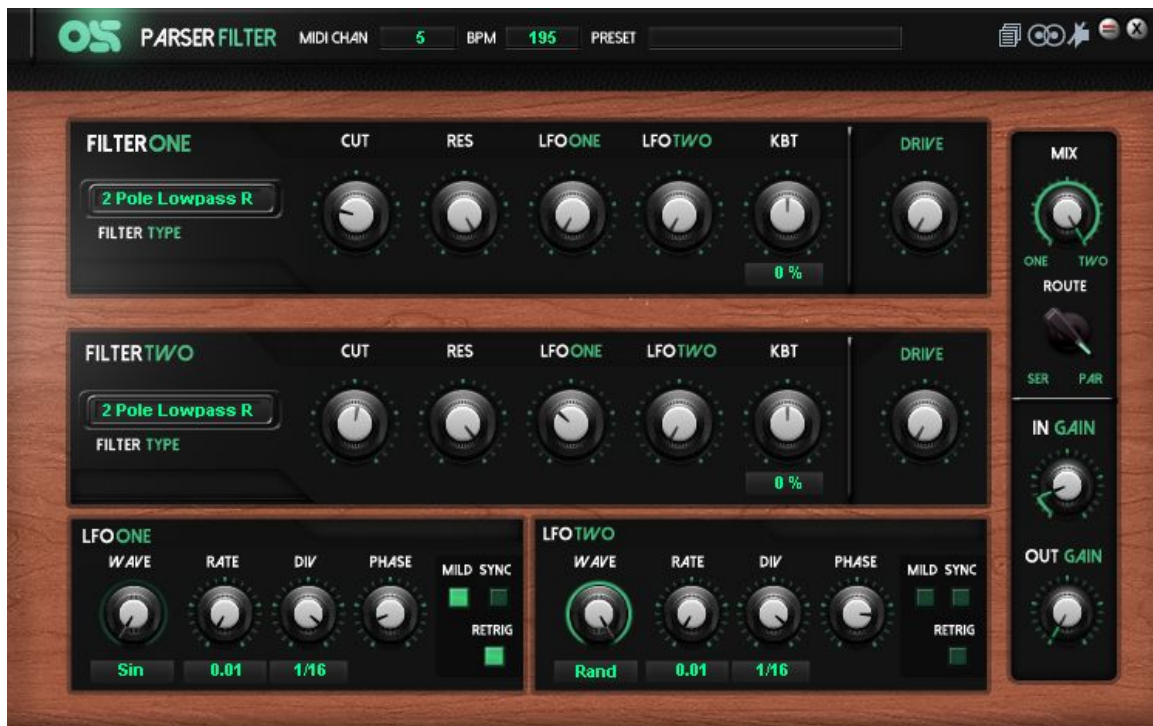 OS PARSER FILTER MIDI CHAN 5 BPM 195 PRESET
X
FILTER ONE CUT RES LFO ONE LFO TWO KBT DRIVE
2 Pole Lowpass R
FILTER TYPE
0 %
MIX
ONE TWO
ROUTE
SER PAR
FILTER TWO CUT RES LFO ONE LFO TWO KBT DRIVE
2 Pole Lowpass R
FILTER TYPE
0 %
IN GAIN
OUT GAIN
LFO ONE
WAVE RATE DIV PHASE MILD SYNC
RETRIG
Sin 0.01 1/16
LFO TWO
WAVE RATE DIV PHASE MILD SYNC
RETRIG
Rand 0.01 1/16